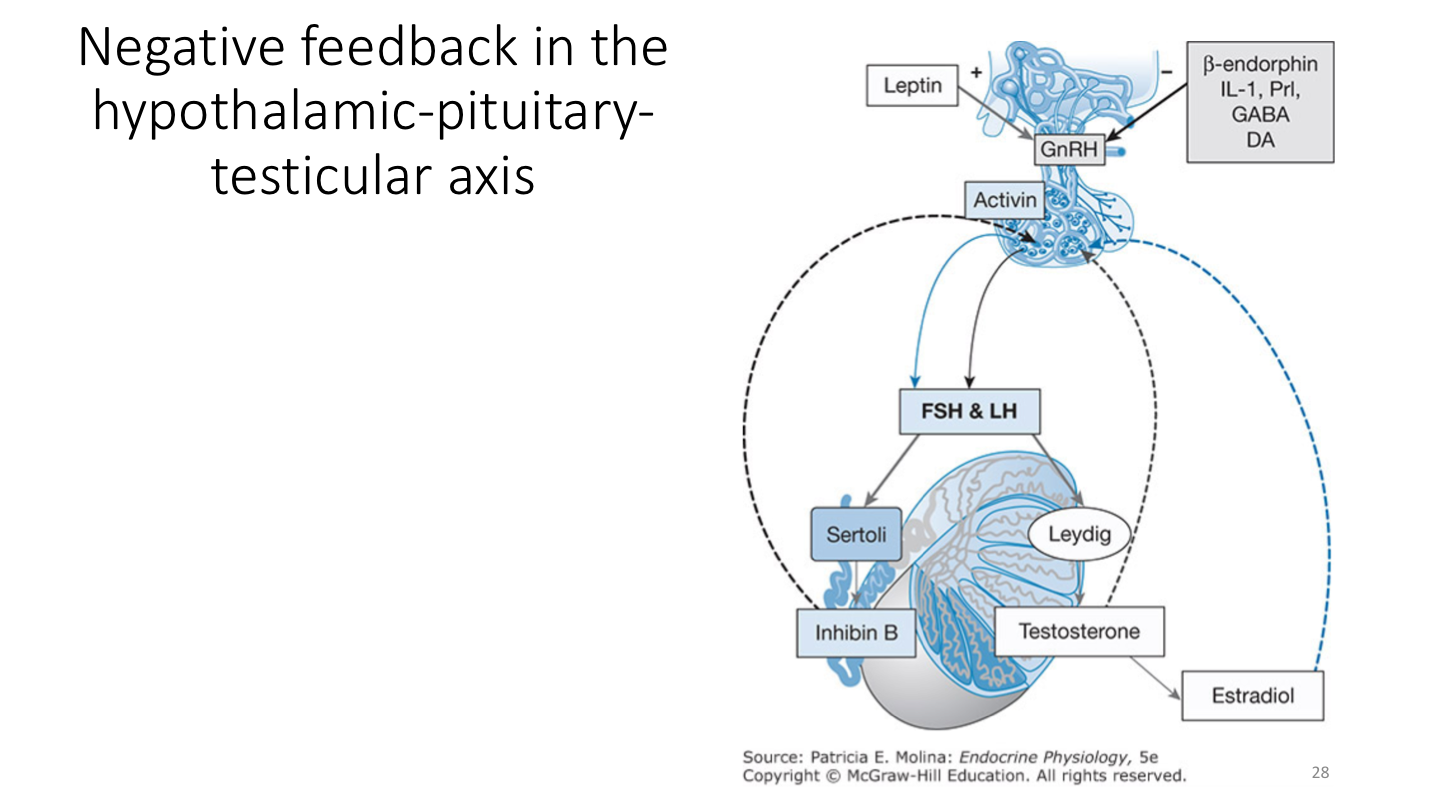 Negative feedback in the
hypothalamic-pituitary-
testicular axis
Leptin
+
–
β-endorphin
IL-1, Prl,
GABA
DA
GnRH
Activin
FSH & LH
Sertoli
Leydig
Inhibin B
Testosterone
Estradiol
Source: Patricia E. Molina: Endocrine Physiology, 5e
Copyright © McGraw-Hill Education. All rights reserved.
28